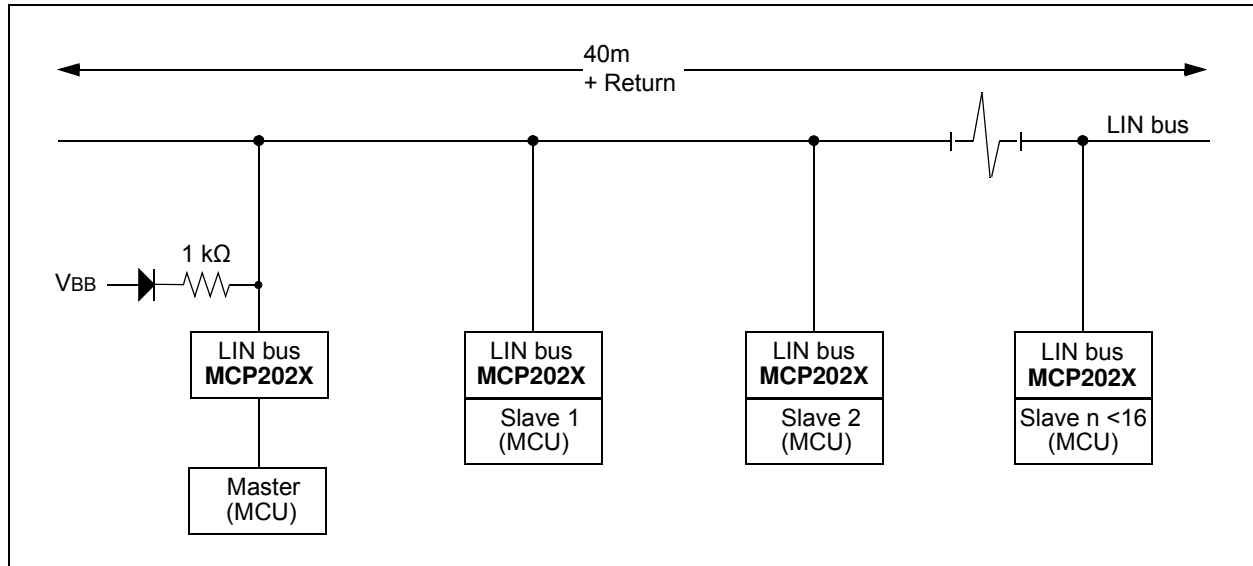 40m
+ Return
LIN bus
1 kΩ
VBB
LIN bus
MCP202X
LIN bus
MCP202X
Slave 1
(MCU)
LIN bus
MCP202X
Slave 2
(MCU)
LIN bus
MCP202X
Slave n <16
(MCU)
Master
(MCU)